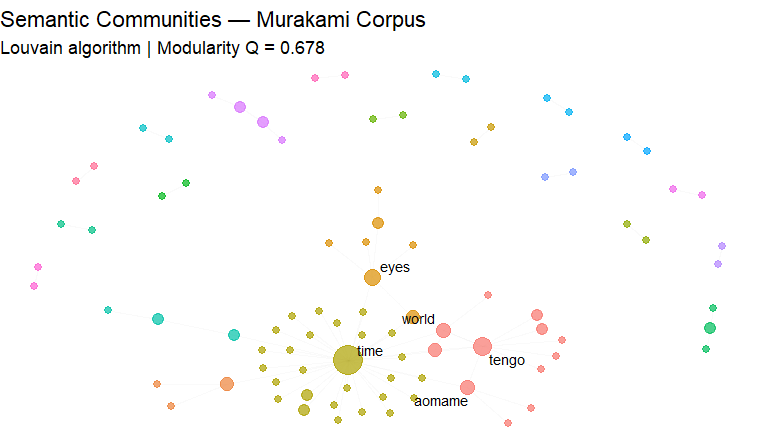 Semantic Communities — Murakami Corpus
Louvain algorithm | Modularity Q = 0.678
eyes
world
time
tengo
aomame